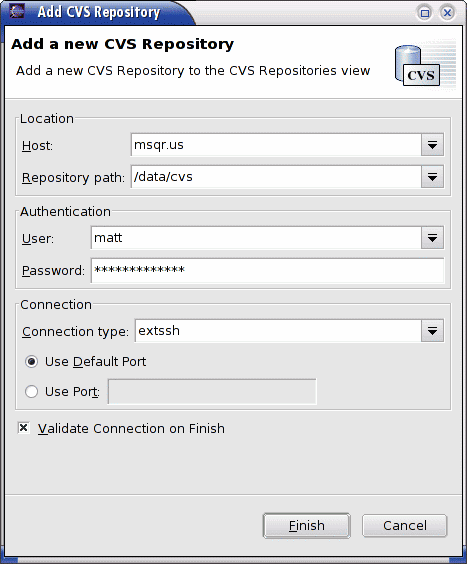 Add CVS Repository
Add a new CVS Repository
Add a new CVS Repository to the CVS Repositories view
CVS
Location
Host: msqr.us
Repository path: /data/cvs
Authentication
User: matt
Password: *************
Connection
Connection type: extssh
Use Default Port
Use Port:
Validate Connection on Finish
Finish Cancel